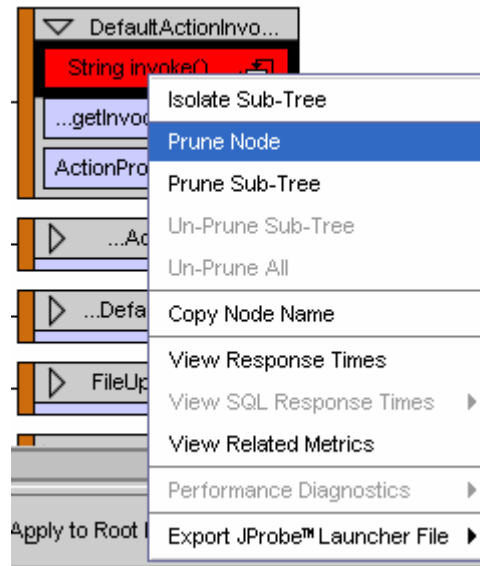 DefaultActionInvo...
String invoke()
Isolate Sub-Tree
...getInvoc
Prune Node
ActionPro
Prune Sub-Tree
...Ac
Un-Prune Sub-Tree
Un-Prune All
...Defa
Copy Node Name
View Response Times
FileUp
View SQL Response Times
View Related Metrics
Performance Diagnostics
Apply to Root
Export JProbe™ Launcher File